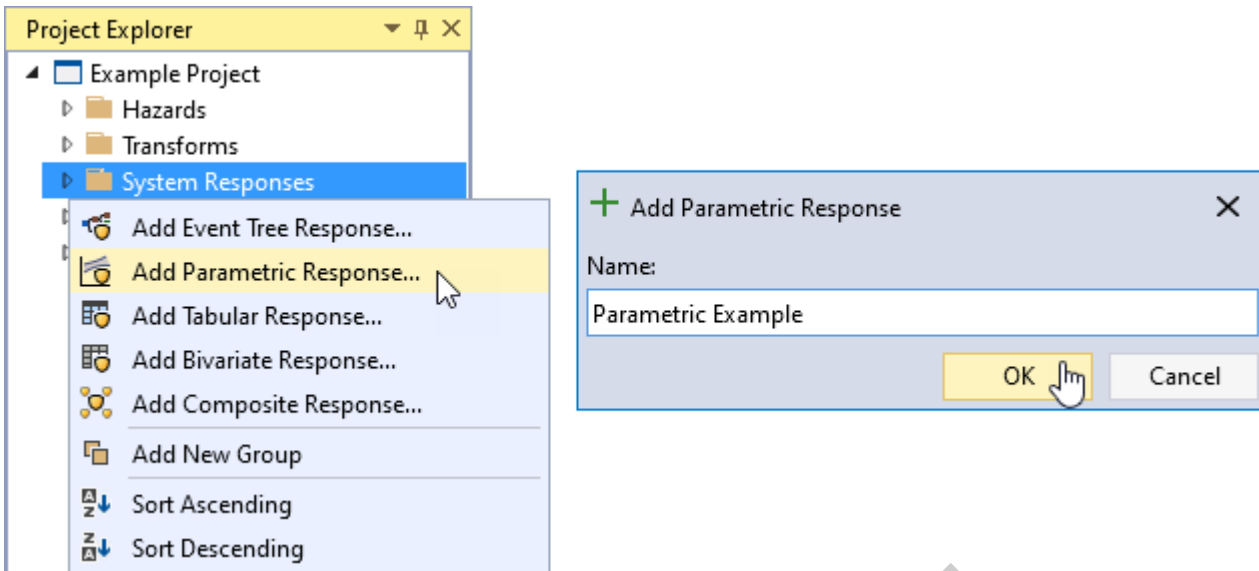 Project Explorer
Example Project
Hazards
Transforms
System Responses
Add Event Tree Response...
Add Parametric Response...
Add Tabular Response...
Add Bivariate Response...
Add Composite Response...
Add New Group
Sort Ascending
Sort Descending
Add Parametric Response
Name:
Parametric Example
OK Cancel